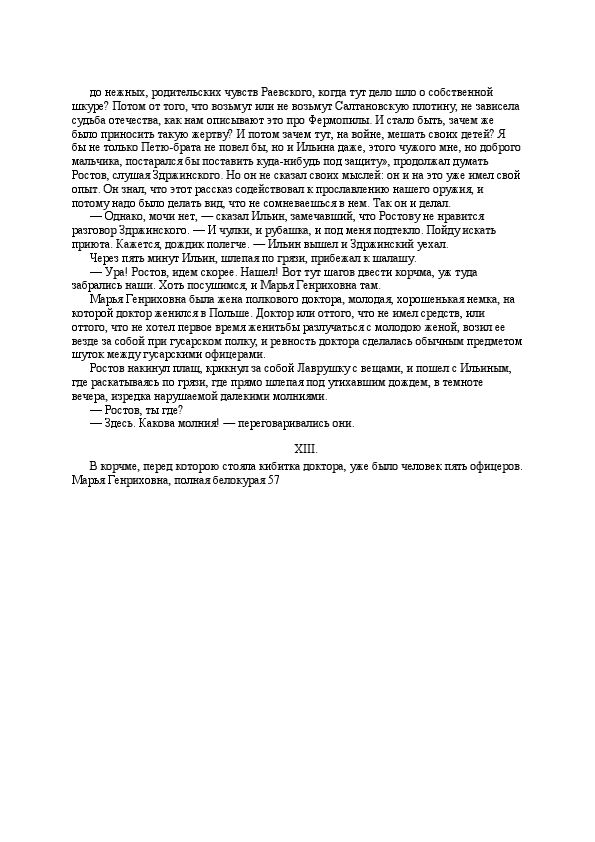 до нежных, родительских чувств Раевского, когда тут дело шло о собственной
шкуре? Потом от того, что возьмут или не возьмут Салтановскую плотину, не зависела
судьба отечества, как нам описывают это про Фермопилы. И стало быть, зачем же
было приносить такую жертву? И потом зачем тут, на войне, мешать своих детей? Я
бы не только Петю-брата не повел бы, но и Ильина даже, этого чужого мне, но доброго
мальчика, постарался бы поставить куда-нибудь под защиту», продолжал думать
Ростов, слушая Здржинского. Но он не сказал своих мыслей: он и на это уже имел свой
опыт. Он знал, что этот рассказ содействовал к прославлению нашего оружия, и
потому надо было делать вид, что не сомневаешься в нем. Так он и делал.
— Однако, мочи нет, — сказал Ильин, замечавший, что Ростову не нравится
разговор Здржинского. — И чулки, и рубашка, и под меня подтекло. Пойду искать
приюта. Кажется, дождик полегче. — Ильин вышел и Здржинский уехал.
Через пять минут Ильин, шлепая по грязи, прибежал к шалашу.
— Ура! Ростов, идем скорее. Нашел! Вот тут шагов двести корчма, уж туда
забрались наши. Хоть посушимся, и Марья Генриховна там.
Марья Генриховна была жена полкового доктора, молодая, хорошенькая немка, на
которой доктор женился в Польше. Доктор или оттого, что не имел средств, или
оттого, что не хотел первое время женитьбы разлучаться с молодою женой, возил ее
везде за собой при гусарском полку, и ревность доктора сделалась обычным предметом
шуток между гусарскими офицерами.
Ростов накинул плащ, крикнул за собой Лаврушку с вещами, и пошел с Ильиным,
где раскатываясь по грязи, где прямо шлепая под утихавшим дождем, в темноте
вечера, изредка нарушаемой далекими молниями.
— Ростов, ты где?
— Здесь. Какова молния! — переговаривались они.
XIII.
В корчме, перед которою стояла кибитка доктора, уже было человек пять офицеров.
Марья Генриховна, полная белокурая 57